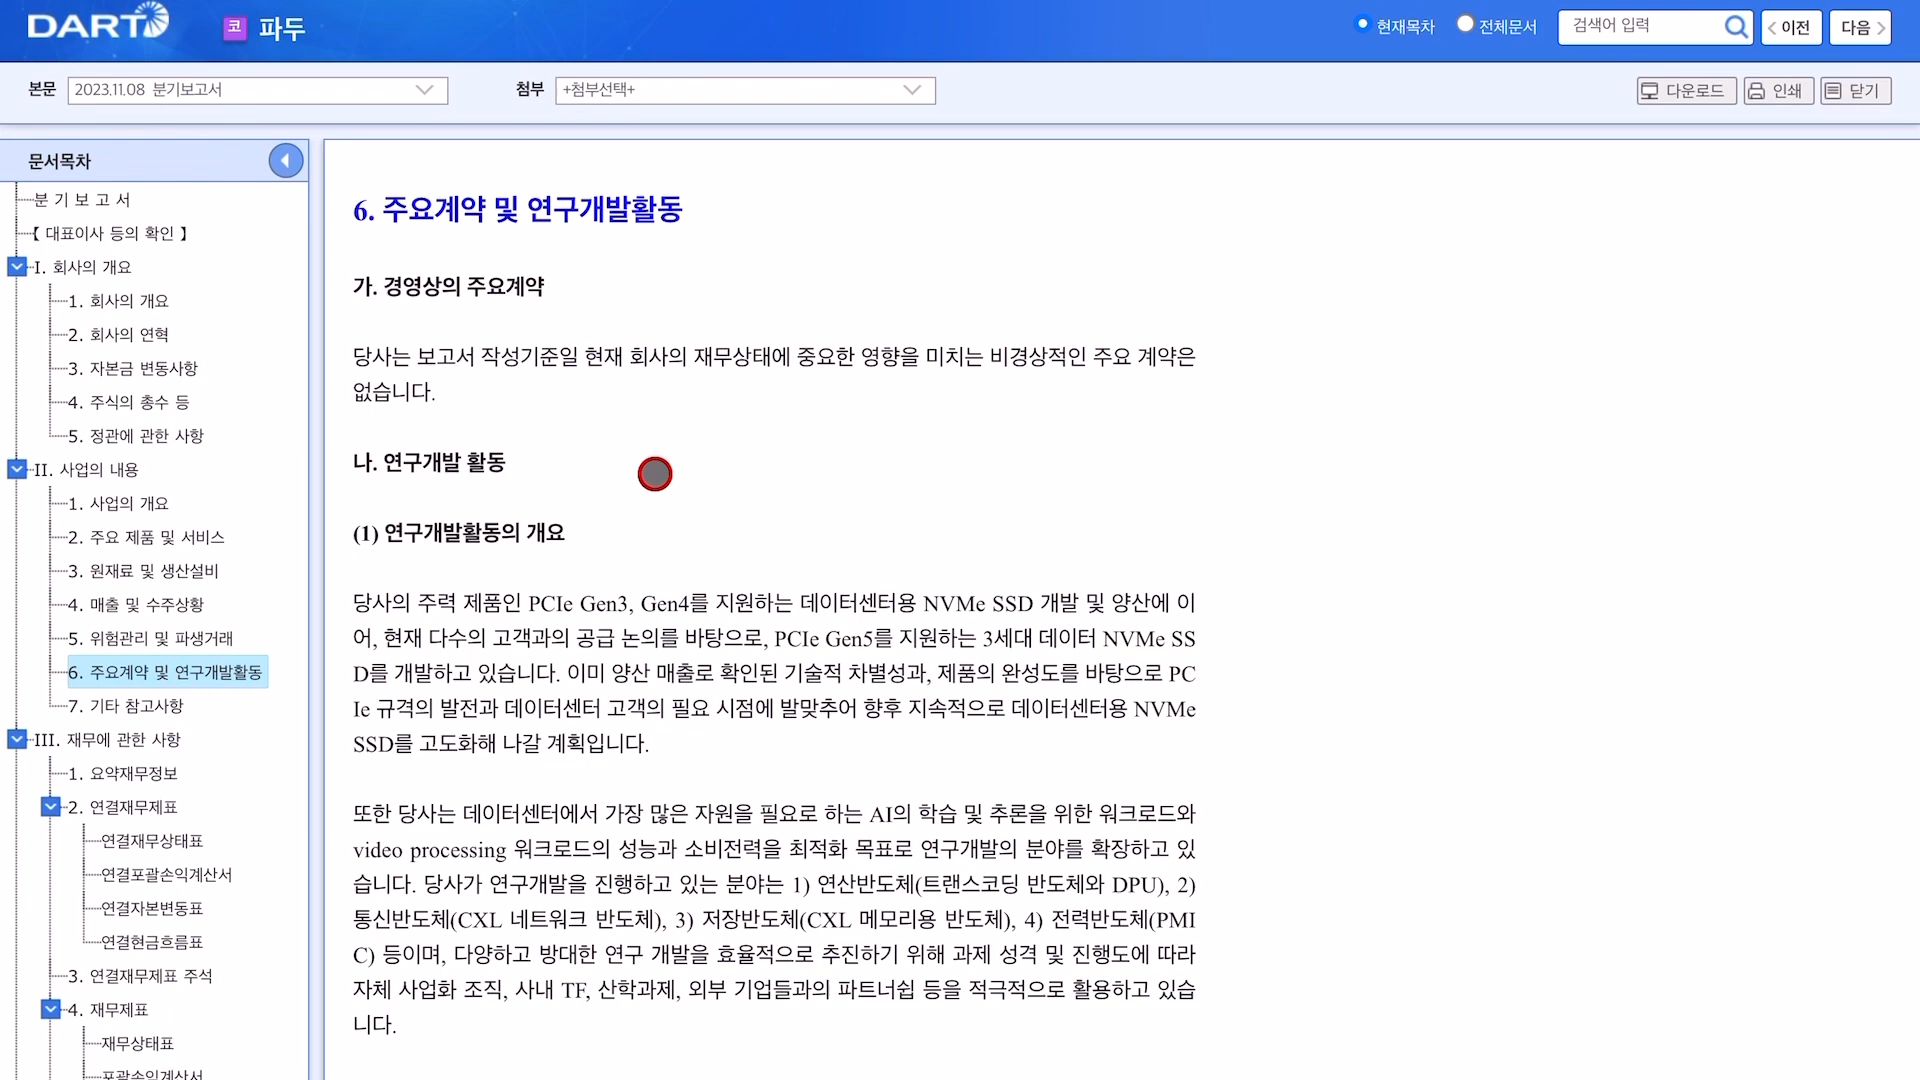 DART
코 파두
현재목차 전체문서 검색어 입력 이전 다음
본문 2023.11.08 분기보고서 첨부 +첨부선택+ 다운로드 인쇄 닫기
문서목차
분 기 보 고 서
【 대표이사 등의 확인 】
I. 회사의 개요
1. 회사의 개요
2. 회사의 연혁
3. 자본금 변동사항
4. 주식의 총수 등
5. 정관에 관한 사항
II. 사업의 내용
1. 사업의 개요
2. 주요 제품 및 서비스
3. 원재료 및 생산설비
4. 매출 및 수주상황
5. 위험관리 및 파생거래
6. 주요계약 및 연구개발활동
7. 기타 참고사항
III. 재무에 관한 사항
1. 요약재무정보
2. 연결재무제표
연결재무상태표
연결포괄손익계산서
연결자본변동표
연결현금흐름표
3. 연결재무제표 주석
4. 재무제표
재무상태표
포괄손익계산서
6. 주요계약 및 연구개발활동
가. 경영상의 주요계약
당사는 보고서 작성기준일 현재 회사의 재무상태에 중요한 영향을 미치는 비경상적인 주요 계약은
없습니다.
나. 연구개발 활동
(1) 연구개발활동의 개요
당사의 주력 제품인 PCIe Gen3, Gen4를 지원하는 데이터센터용 NVMe SSD 개발 및 양산에 이
어, 현재 다수의 고객과의 공급 논의를 바탕으로, PCIe Gen5를 지원하는 3세대 데이터 NVMe SS
D를 개발하고 있습니다. 이미 양산 매출로 확인된 기술적 차별성과, 제품의 완성도를 바탕으로 PC
Ie 규격의 발전과 데이터센터 고객의 필요 시점에 발맞추어 향후 지속적으로 데이터센터용 NVMe
SSD를 고도화해 나갈 계획입니다.
또한 당사는 데이터센터에서 가장 많은 자원을 필요로 하는 AI의 학습 및 추론을 위한 워크로드와
video processing 워크로드의 성능과 소비전력을 최적화 목표로 연구개발의 분야를 확장하고 있
습니다. 당사가 연구개발을 진행하고 있는 분야는 1) 연산반도체(트랜스코딩 반도체와 DPU), 2)
통신반도체(CXL 네트워크 반도체), 3) 저장반도체(CXL 메모리용 반도체), 4) 전력반도체(PMI
C) 등이며, 다양하고 방대한 연구 개발을 효율적으로 추진하기 위해 과제 성격 및 진행도에 따라
자체 사업화 조직, 사내 TF, 산학과제, 외부 기업들과의 파트너쉽 등을 적극적으로 활용하고 있습
니다.